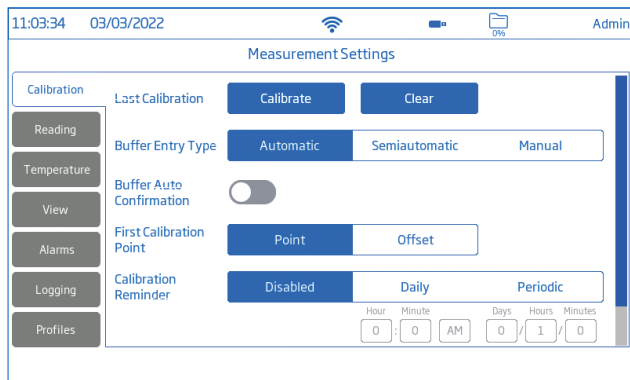 11:03:34 03/03/2022 0% Admin
Measurement Settings
Calibration
Reading
Temperature
View
Alarms
Logging
Profiles
Last Calibration Calibrate Clear
Buffer Entry Type Automatic Semiautomatic Manual
Buffer Auto
Confirmation
First Calibration
Point Point Offset
Calibration
Reminder Disabled Daily Periodic
Hour Minute Days Hours Minutes
0 : 0 AM 0 / 1 / 0